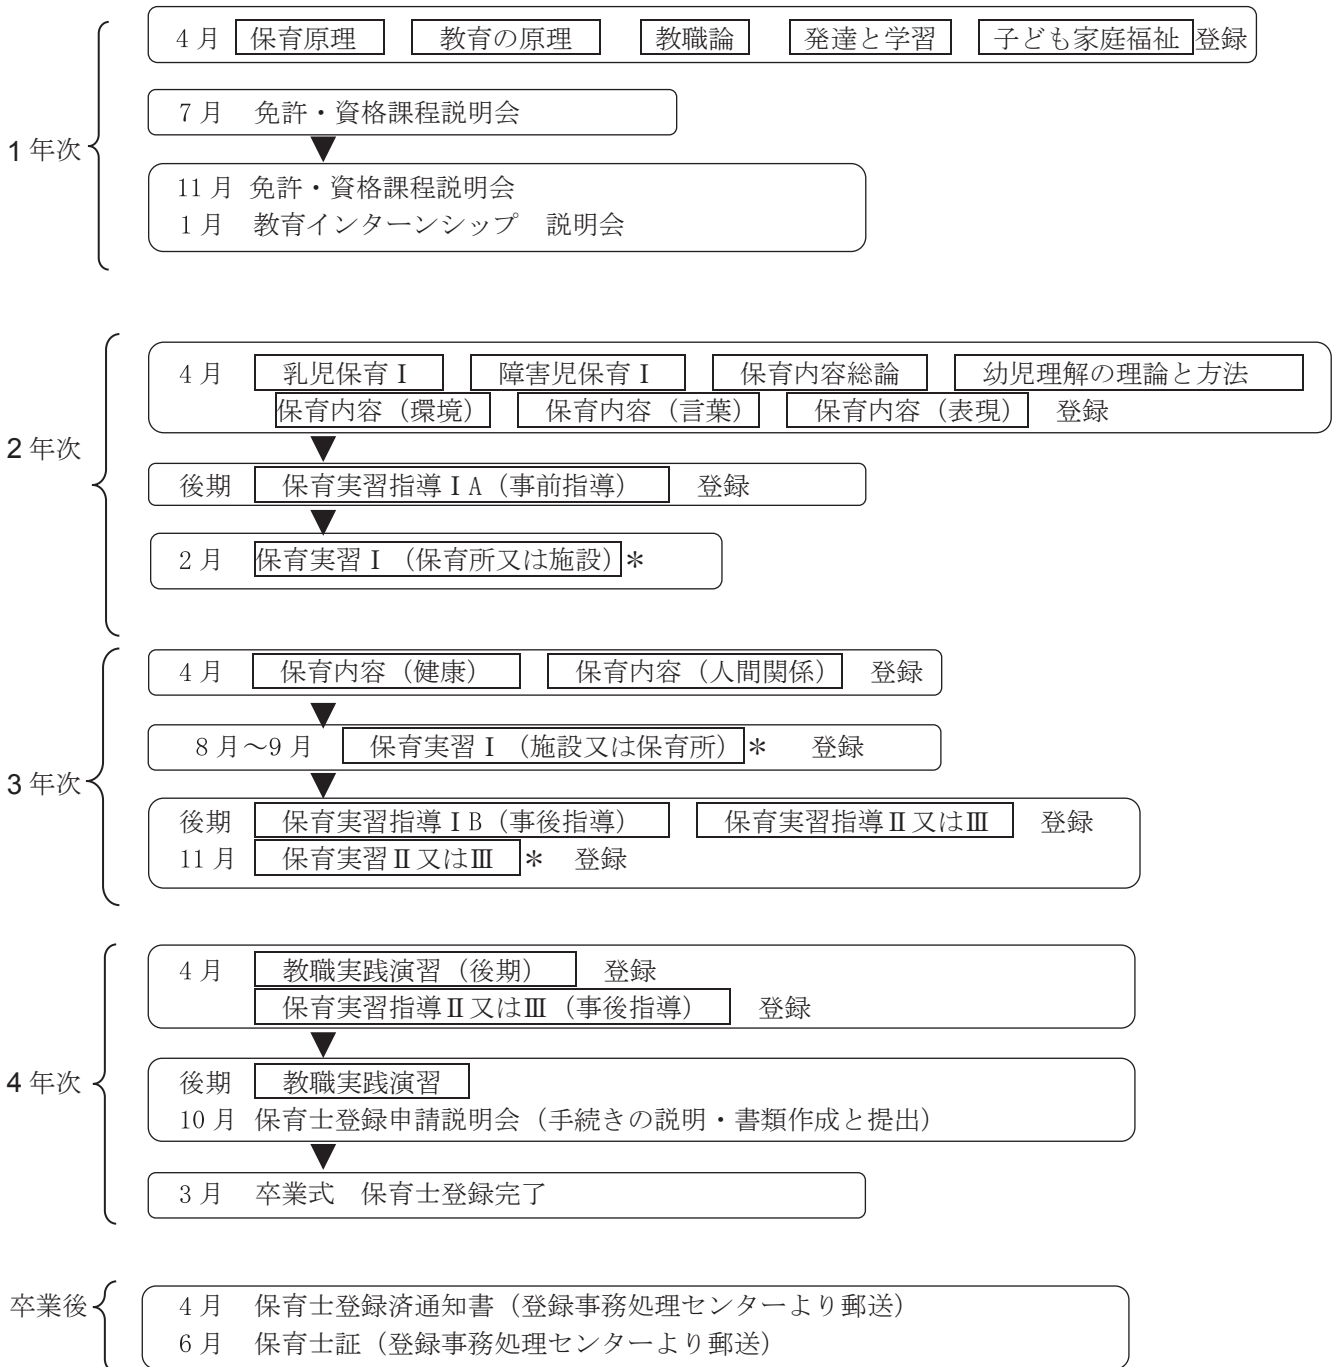 1年次
4月 保育原理 教育の原理 教職論 発達と学習 子ども家庭福祉 登録
7月 免許・資格課程説明会
11月 免許・資格課程説明会
1月 教育インターンシップ 説明会
2年次
4月 乳児保育Ⅰ 障害児保育Ⅰ 保育内容総論 幼児理解の理論と方法
保育内容（環境） 保育内容（言葉） 保育内容（表現） 登録
後期 保育実習指導ⅠA（事前指導） 登録
2月 保育実習Ⅰ（保育所又は施設）＊
3年次
4月 保育内容（健康） 保育内容（人間関係） 登録
8月～9月 保育実習Ⅰ（施設又は保育所）＊ 登録
後期 保育実習指導ⅠB（事後指導） 保育実習指導Ⅱ又はⅢ 登録
11月 保育実習Ⅱ又はⅢ ＊ 登録
4年次
4月 教職実践演習（後期） 登録
保育実習指導Ⅱ又はⅢ（事後指導） 登録
後期 教職実践演習
10月 保育士登録申請説明会（手続きの説明・書類作成と提出）
3月 卒業式 保育士登録完了
卒業後
4月 保育士登録済通知書（登録事務処理センターより郵送）
6月 保育士証（登録事務処理センターより郵送）